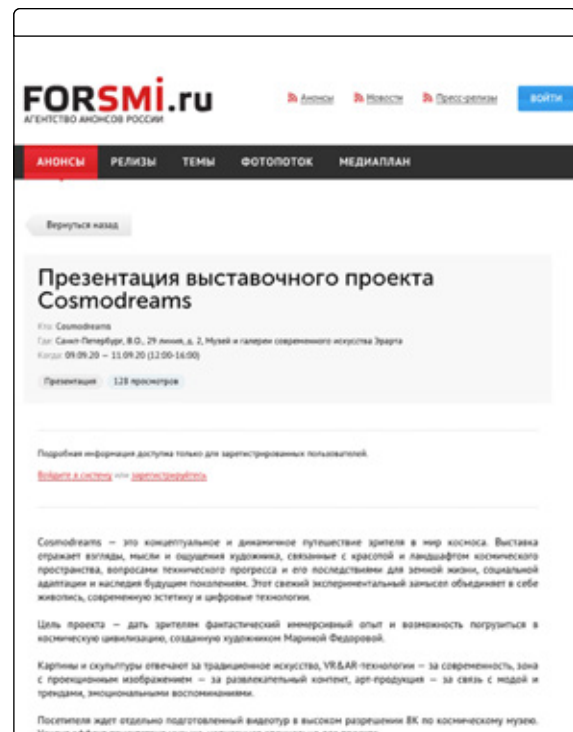 FORSMi.ru
АГЕНТСТВО АНОНСОВ РОССИИ
Анонсы Новости Пресс-релизы ВОЙТИ
АНОНСЫ РЕЛИЗЫ ТЕМЫ ФОТОПОТОК МЕДИАПЛАН
Вернуться назад
Презентация выставочного проекта
Cosmodreams
Кто: Cosmodreams
Где: Санкт-Петербург, В.О., 29 линия, д. 2, Музей и галереи современного искусства Эрарта
Когда: 09.09.20 — 11.09.20 (12:00-16:00)
Презентация 128 просмотров
Подробная информация доступна только для зарегистрированных пользователей.
Войдите в систему или зарегистрируйтесь
Cosmodreams — это концептуальное и динамичное путешествие зрителя в мир космоса. Выставка
отражает взгляды, мысли и ощущения художника, связанные с красотой и ландшафтом космического
пространства, вопросами технического прогресса и его последствиями для земной жизни, социальной
адаптации и наследия будущим поколениям. Этот свежий экспериментальный замысел объединяет в себе
живопись, современную эстетику и цифровые технологии.
Цель проекта — дать зрителям фантастический иммерсивный опыт и возможность погрузиться в
космическую цивилизацию, созданную художником Мариной Федоровой.
Картины и скульптуры отвечают за традиционное искусство, VR&AR-технологии — за современность, зона
с проекционным изображением — за развлекательный контент, арт-продукция — за связь с модой и
трендами, эмоциональными воспоминаниями.
Посетителя ждет отдельно подготовленный видеотур в высоком разрешении 8К по космическому музею.